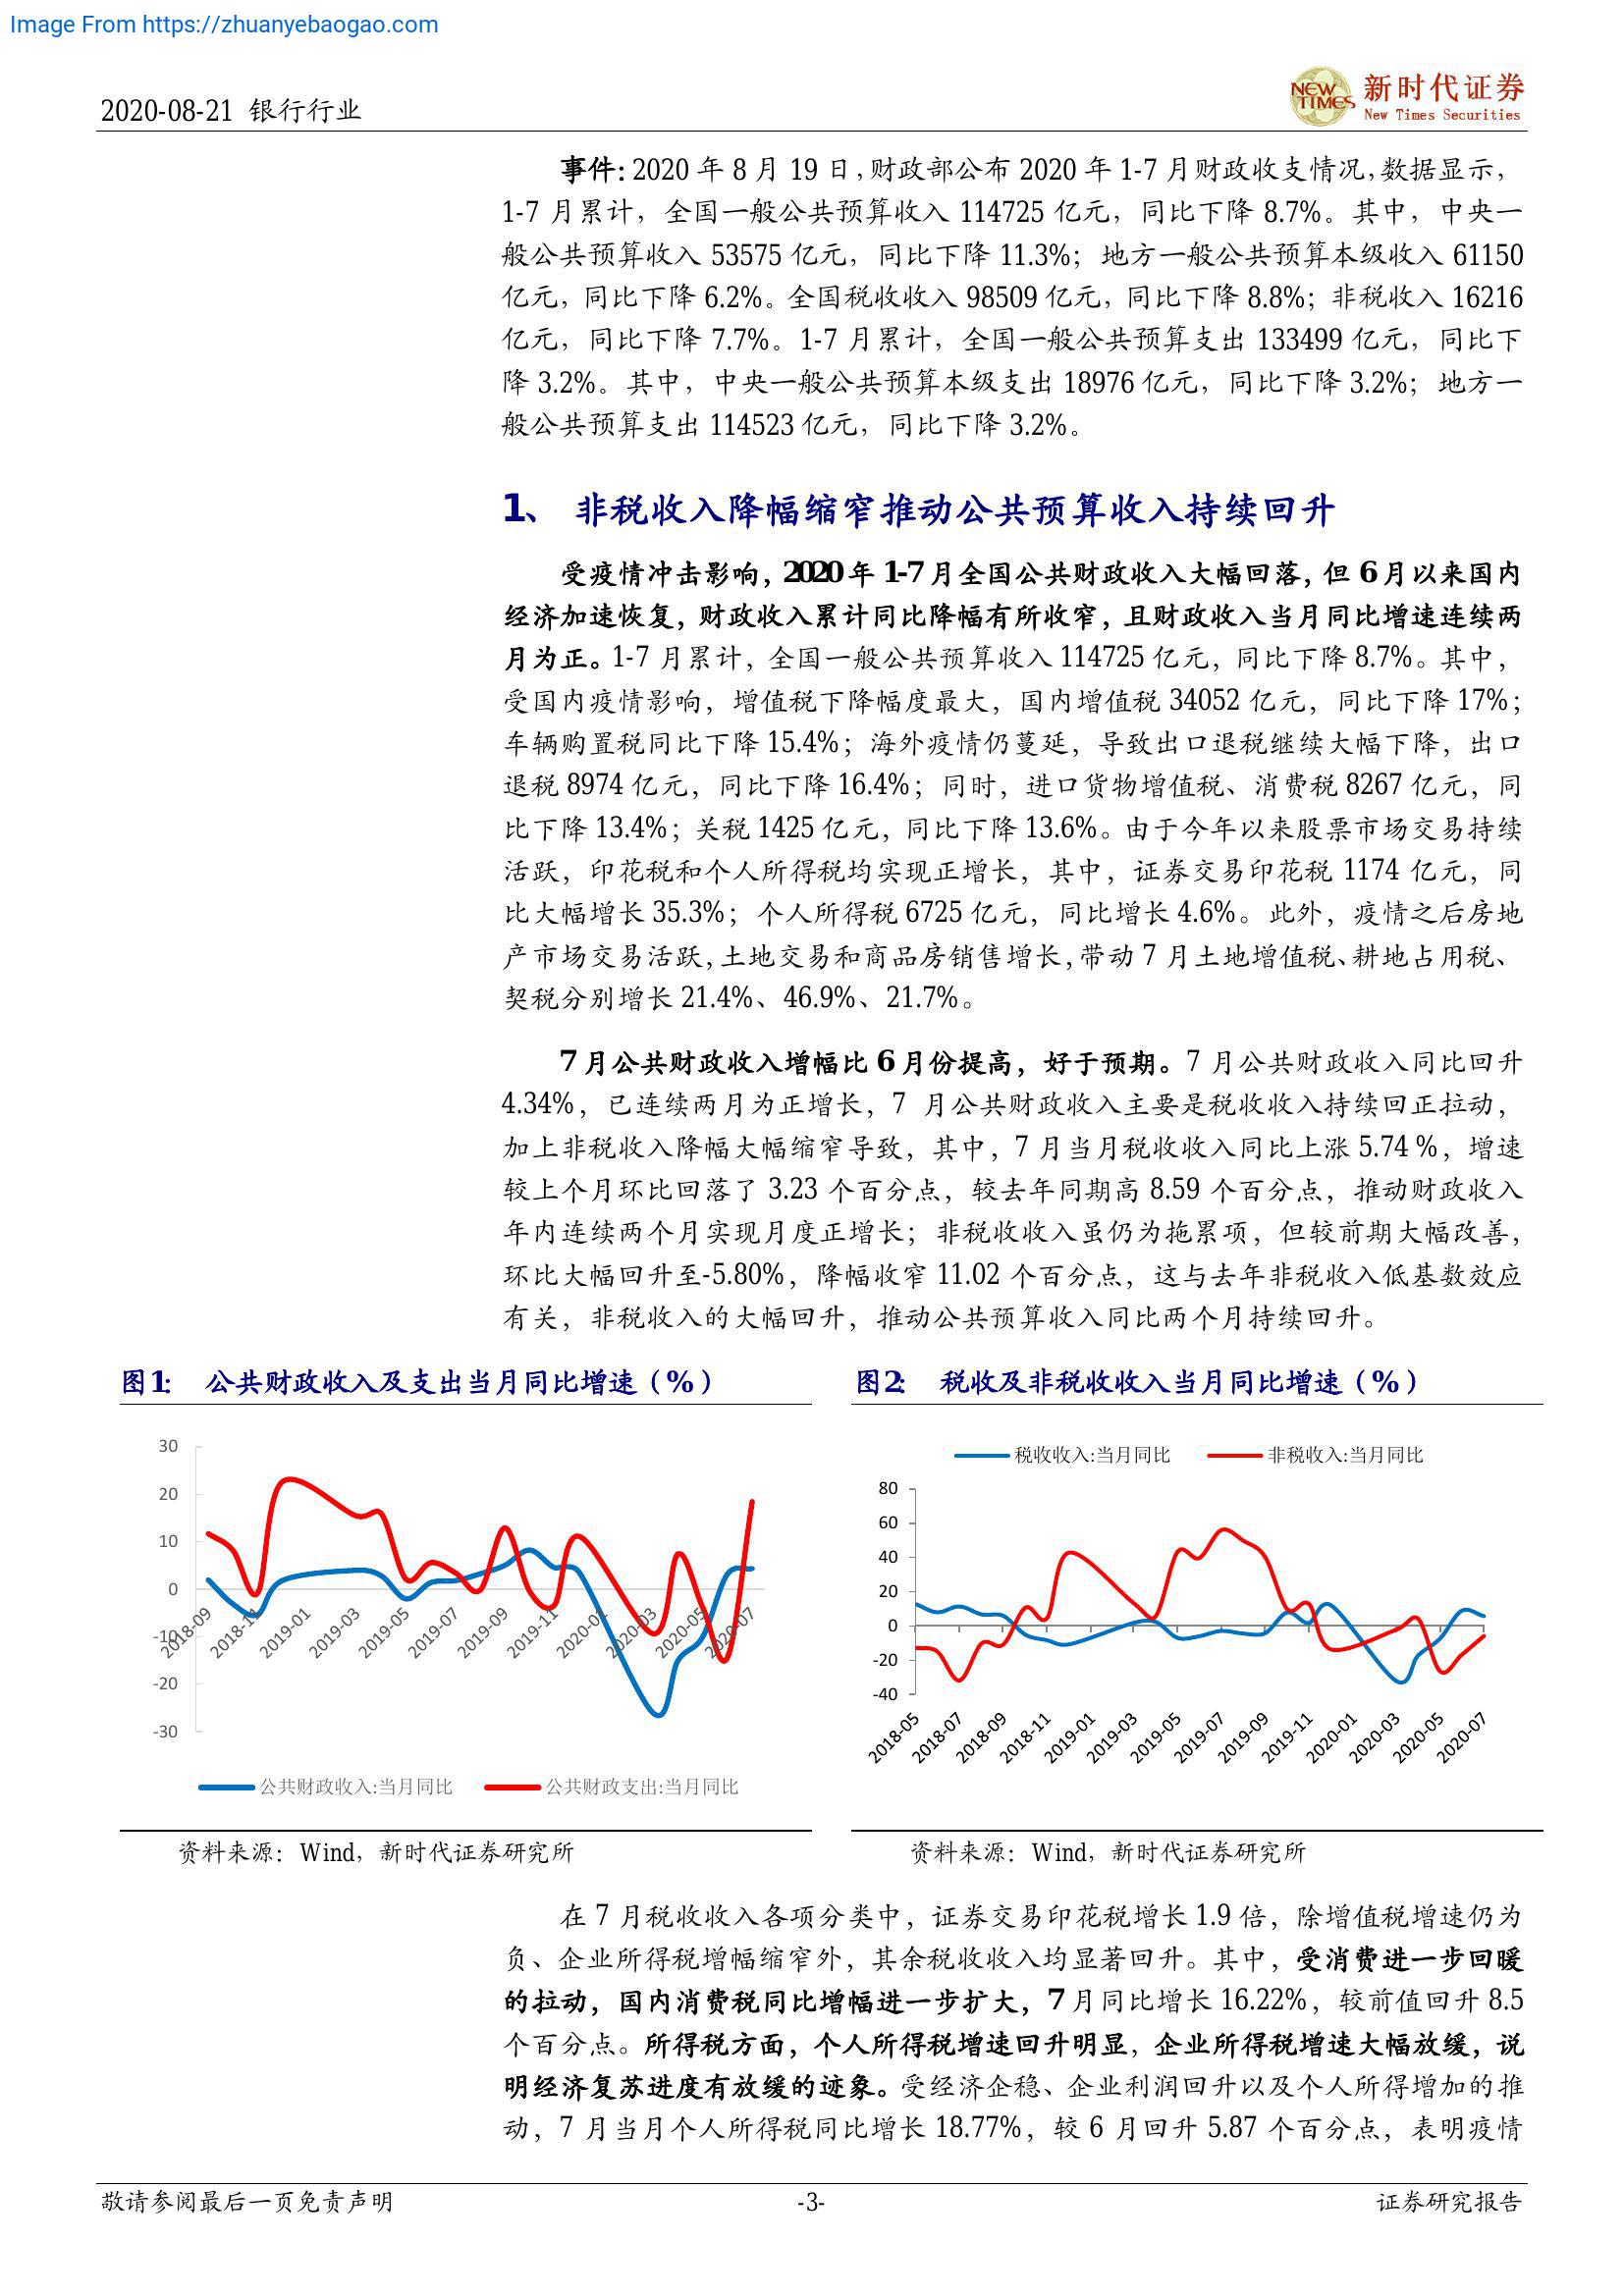 Image From https://zhuanyebaogao.com
2020-08-21 银行行业
NEW TIMES
新时代证券
New Times Securities
事件：2020 年 8 月 19 日，财政部公布 2020 年 1-7 月财政收支情况，数据显示，
1-7 月累计，全国一般公共预算收入 114725 亿元，同比下降 8.7%。其中，中央一
般公共预算收入 53575 亿元，同比下降 11.3%；地方一般公共预算本级收入 61150
亿元，同比下降 6.2%。全国税收收入 98509 亿元，同比下降 8.8%；非税收入 16216
亿元，同比下降 7.7%。1-7 月累计，全国一般公共预算支出 133499 亿元，同比下
降 3.2%。其中，中央一般公共预算本级支出 18976 亿元，同比下降 3.2%；地方一
般公共预算支出 114523 亿元，同比下降 3.2%。
1、 非税收入降幅缩窄推动公共预算收入持续回升
受疫情冲击影响，2020 年 1-7 月全国公共财政收入大幅回落，但 6 月以来国内
经济加速恢复，财政收入累计同比降幅有所收窄，且财政收入当月同比增速连续两
月为正。1-7 月累计，全国一般公共预算收入 114725 亿元，同比下降 8.7%。其中，
受国内疫情影响，增值税下降幅度最大，国内增值税 34052 亿元，同比下降 17%；
车辆购置税同比下降 15.4%；海外疫情仍蔓延，导致出口退税继续大幅下降，出口
退税 8974 亿元，同比下降 16.4%；同时，进口货物增值税、消费税 8267 亿元，同
比下降 13.4%；关税 1425 亿元，同比下降 13.6%。由于今年以来股票市场交易持续
活跃，印花税和个人所得税均实现正增长，其中，证券交易印花税 1174 亿元，同
比大幅增长 35.3%；个人所得税 6725 亿元，同比增长 4.6%。此外，疫情之后房地
产市场交易活跃，土地交易和商品房销售增长，带动 7 月土地增值税、耕地占用税、
契税分别增长 21.4%、46.9%、21.7%。
7 月公共财政收入增幅比 6 月份提高，好于预期。7 月公共财政收入同比回升
4.34%，已连续两月为正增长，7 月公共财政收入主要是税收收入持续回正拉动，
加上非税收入降幅大幅缩窄导致，其中，7 月当月税收收入同比上涨 5.74 %，增速
较上个月环比回落了 3.23 个百分点，较去年同期高 8.59 个百分点，推动财政收入
年内连续两个月实现月度正增长；非税收收入虽仍为拖累项，但较前期大幅改善，
环比大幅回升至-5.80%，降幅收窄 11.02 个百分点，这与去年非税收入低基数效应
有关，非税收入的大幅回升，推动公共预算收入同比两个月持续回升。
图1： 公共财政收入及支出当月同比增速（%）
30
20
10
0
-10
-20
-30
2018-09
2018-11
2019-01
2019-03
2019-05
2019-07
2019-09
2019-11
2020-01
2020-03
2020-05
2020-07
公共财政收入:当月同比 公共财政支出:当月同比
资料来源：Wind，新时代证券研究所
图2： 税收及非税收收入当月同比增速（%）
税收收入:当月同比 非税收入:当月同比
80
60
40
20
0
-20
-40
2018-05
2018-07
2018-09
2018-11
2019-01
2019-03
2019-05
2019-07
2019-09
2019-11
2020-01
2020-03
2020-05
2020-07
资料来源：Wind，新时代证券研究所
在 7 月税收收入各项分类中，证券交易印花税增长 1.9 倍，除增值税增速仍为
负、企业所得税增幅缩窄外，其余税收收入均显著回升。其中，受消费进一步回暖
的拉动，国内消费税同比增幅进一步扩大，7 月同比增长 16.22%，较前值回升 8.5
个百分点。所得税方面，个人所得税增速回升明显，企业所得税增速大幅放缓，说
明经济复苏进度有放缓的迹象。受经济企稳、企业利润回升以及个人所得增加的推
动，7 月当月个人所得税同比增长 18.77%，较 6 月回升 5.87 个百分点，表明疫情
敬请参阅最后一页免责声明
-3-
证券研究报告